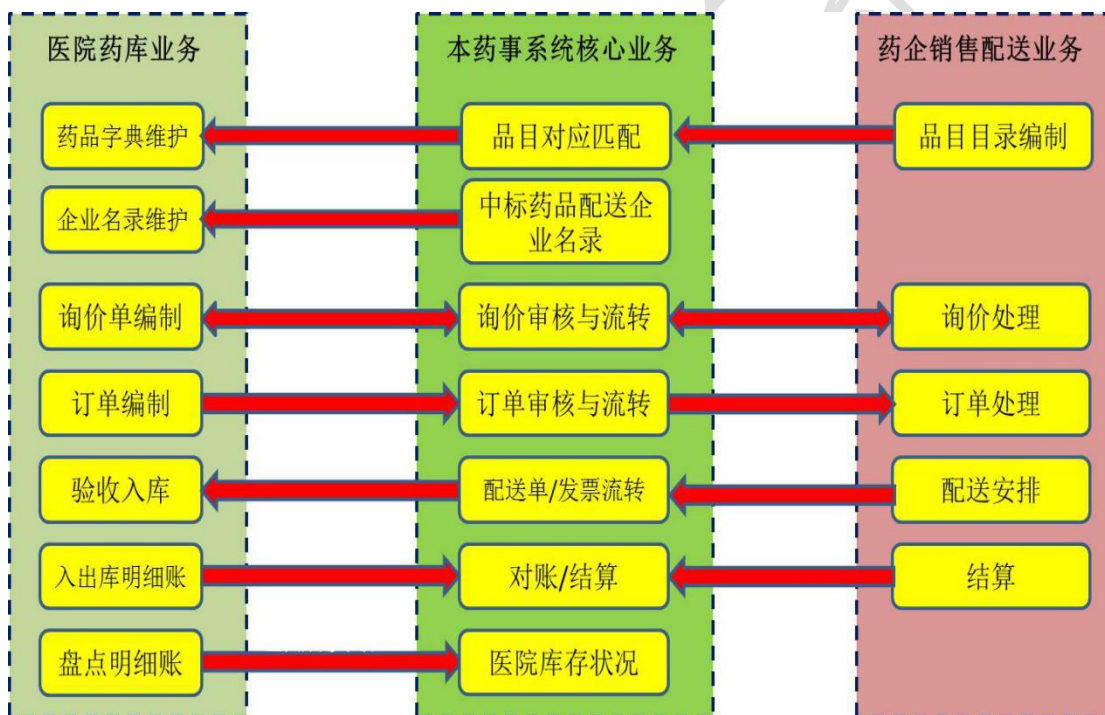 医院药库业务
本药事系统核心业务
药企销售配送业务
药品字典维护
品目对应匹配
品目目录编制
企业名录维护
中标药品配送企
业名录
询价单编制
询价审核与流转
询价处理
订单编制
订单审核与流转
订单处理
验收入库
配送单/发票流转
配送安排
入出库明细账
对账/结算
结算
盘点明细账
医院库存状况